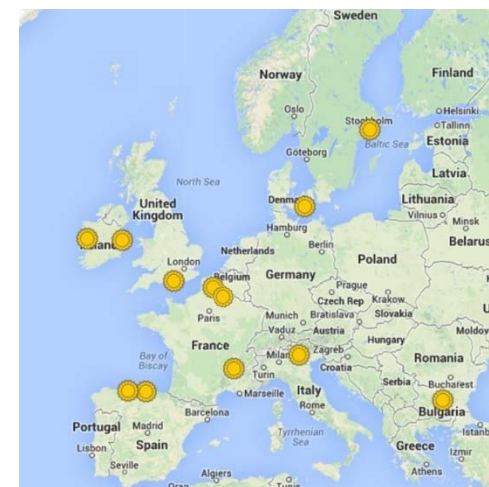 Sweden
Norway
Finland
Oslo
Helsinki
Stockholm
Tallinn
Estonia
Göteborg
Baltic Sea
Latvia
North Sea
Denma
Lithuania
United
Kingdom
Vilnius
Minsk
Hamburg
Belarus
Berlin
London
Netherlands
Poland
Belgium
Germany
Prague
Krakow
Czech Rep
Paris
Slovakia
Munich
Bratislava
Vaduz
Austria
Moldov
France
Hungary
Bay of
Biscay
Milan
Zagreb
Romania
Turin
Croatia
Serbia
Bucharest
Marseille
Italy
Bulgaria
Barcelona
Rome
Portugal
Madrid
Istanb
Spain
Tyrrhenian
Sea
Lisbon
Greece
Izmir
Seville
Athens
Algiers